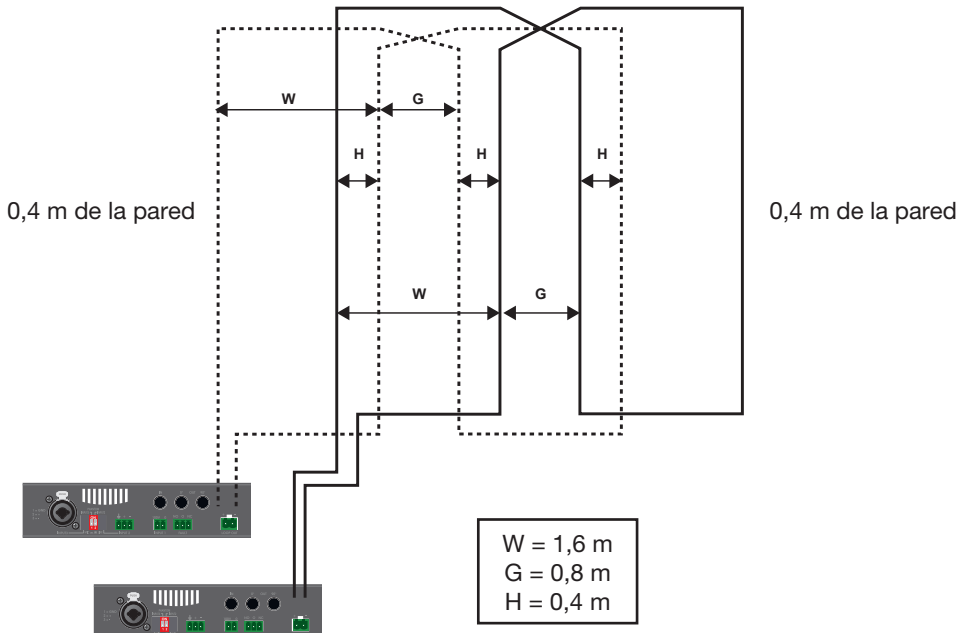 W
G
H
H
H
0,4 m de la pared
0,4 m de la pared
W
G
W = 1,6 m
G = 0,8 m
H = 0,4 m